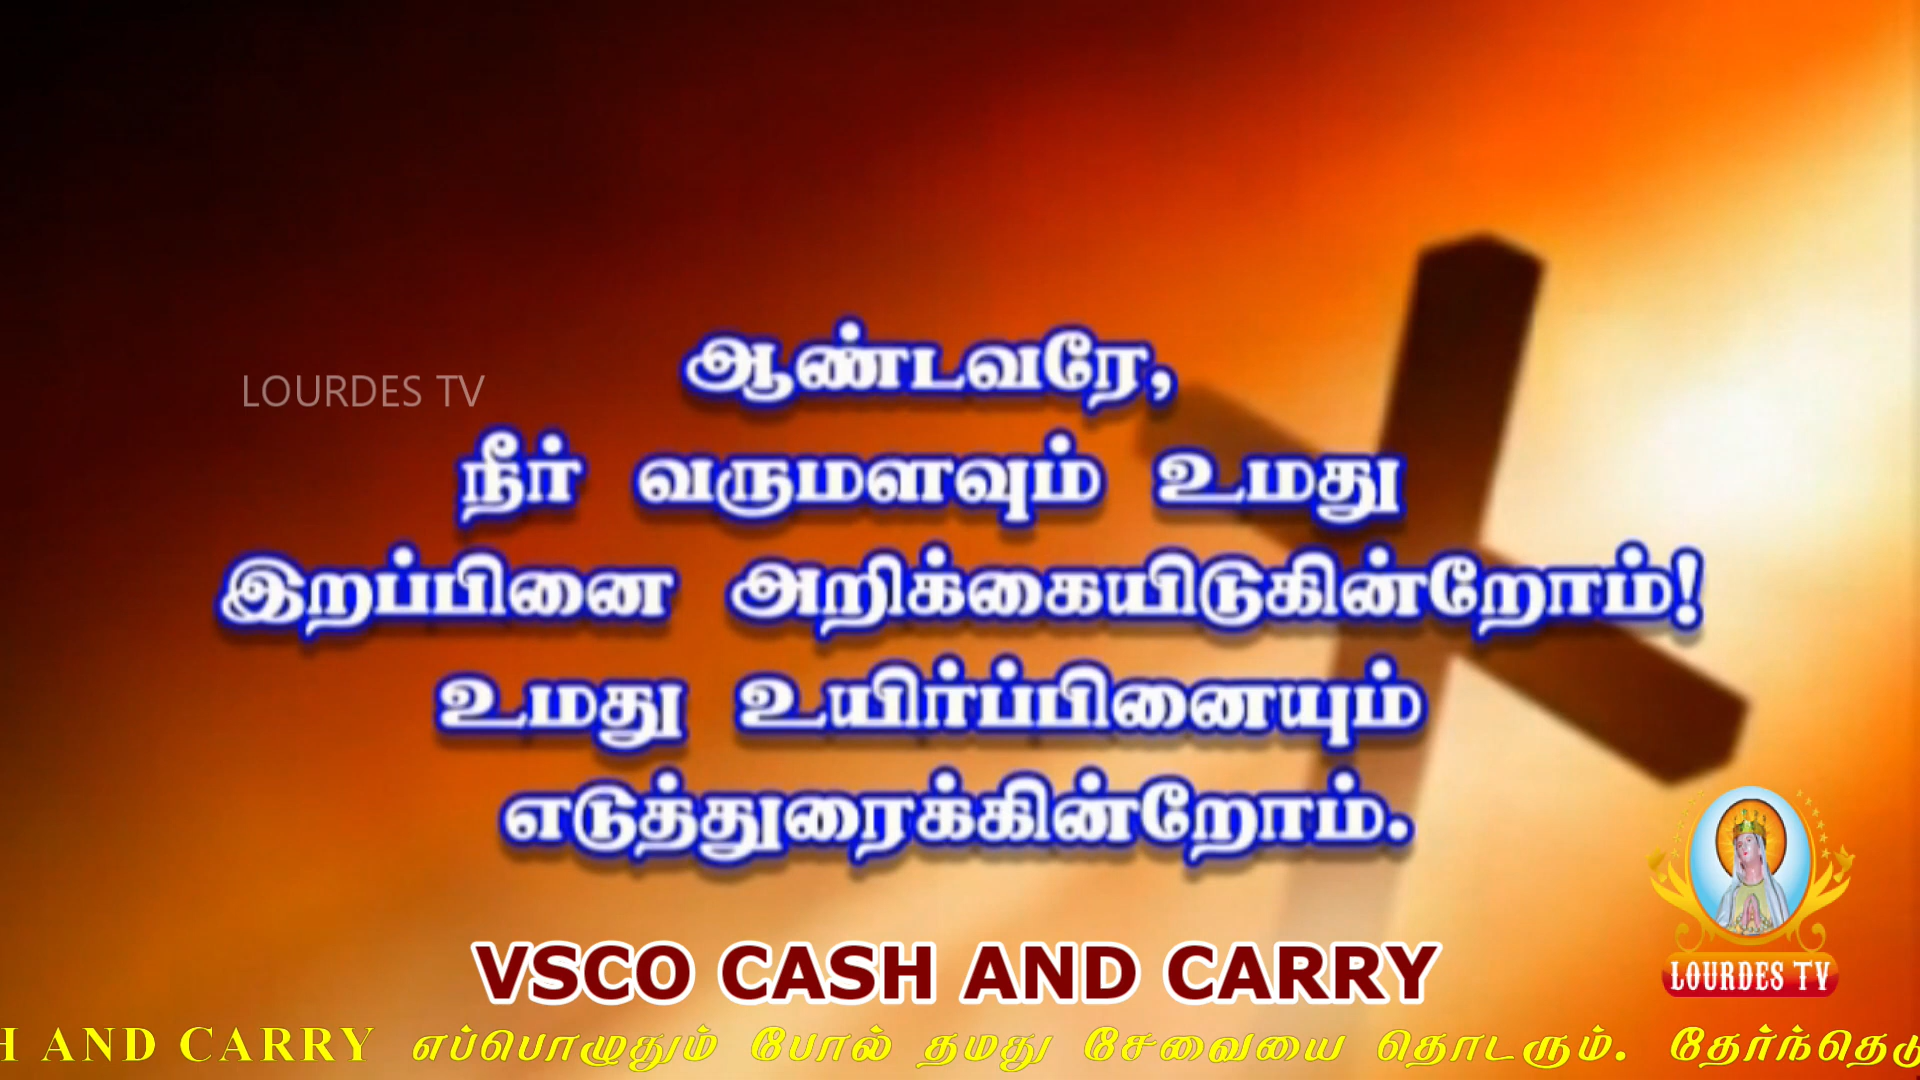 ஆண்டவரே,
LOURDES TV
நீர் வருமளவும் உமது
இறப்பினை அறிக்கையிடுகின்றோம்!
உமது உயிர்ப்பினையும்
எடுத்துரைக்கின்றோம்.
VSCO CASH AND CARRY
LOURDES TV
H AND CARRY எப்பொழுதும் போல் தமது சேவையை தொடரும். தேர்ந்தெடு